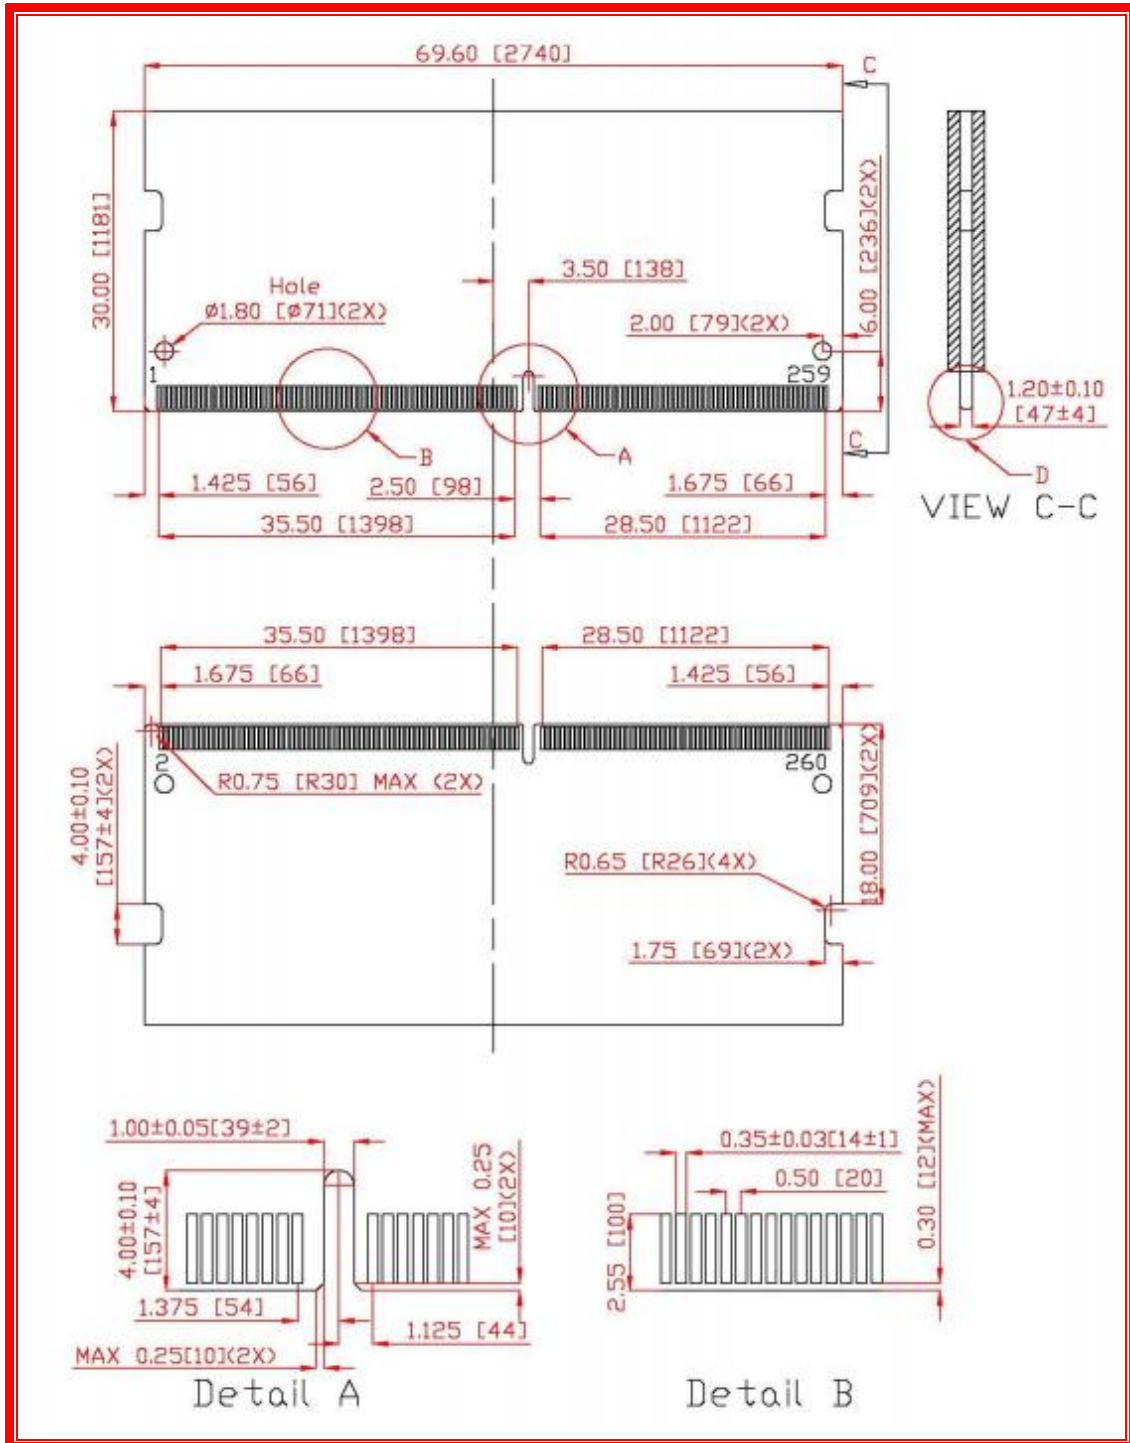 69.60 [2740]
C
30.00 [1181]
6.00 [236](2X)
3.50 [138]
Hole
Ø1.80 [Ø71](2X)
2.00 [79](2X)
1
259
1.20±0.10
[47±4]
B
A
C
D
1.425 [56]
2.50 [98]
1.675 [66]
VIEW C-C
35.50 [1398]
28.50 [1122]
35.50 [1398]
28.50 [1122]
1.675 [66]
1.425 [56]
2
260
R0.75 [R30] MAX (2X)
4.00±0.10
[157±4](2X)
18.00 [709](2X)
R0.65 [R26](4X)
1.75 [69](2X)
1.00±0.05[39±2]
4.00±0.10
[157±4]
MAX 0.25
[10](2X)
1.375 [54]
1.125 [44]
MAX 0.25[10](2X)
Detail A
0.35±0.03[14±1]
0.50 [20]
2.55 [100]
0.30 [12](MAX)
Detail B